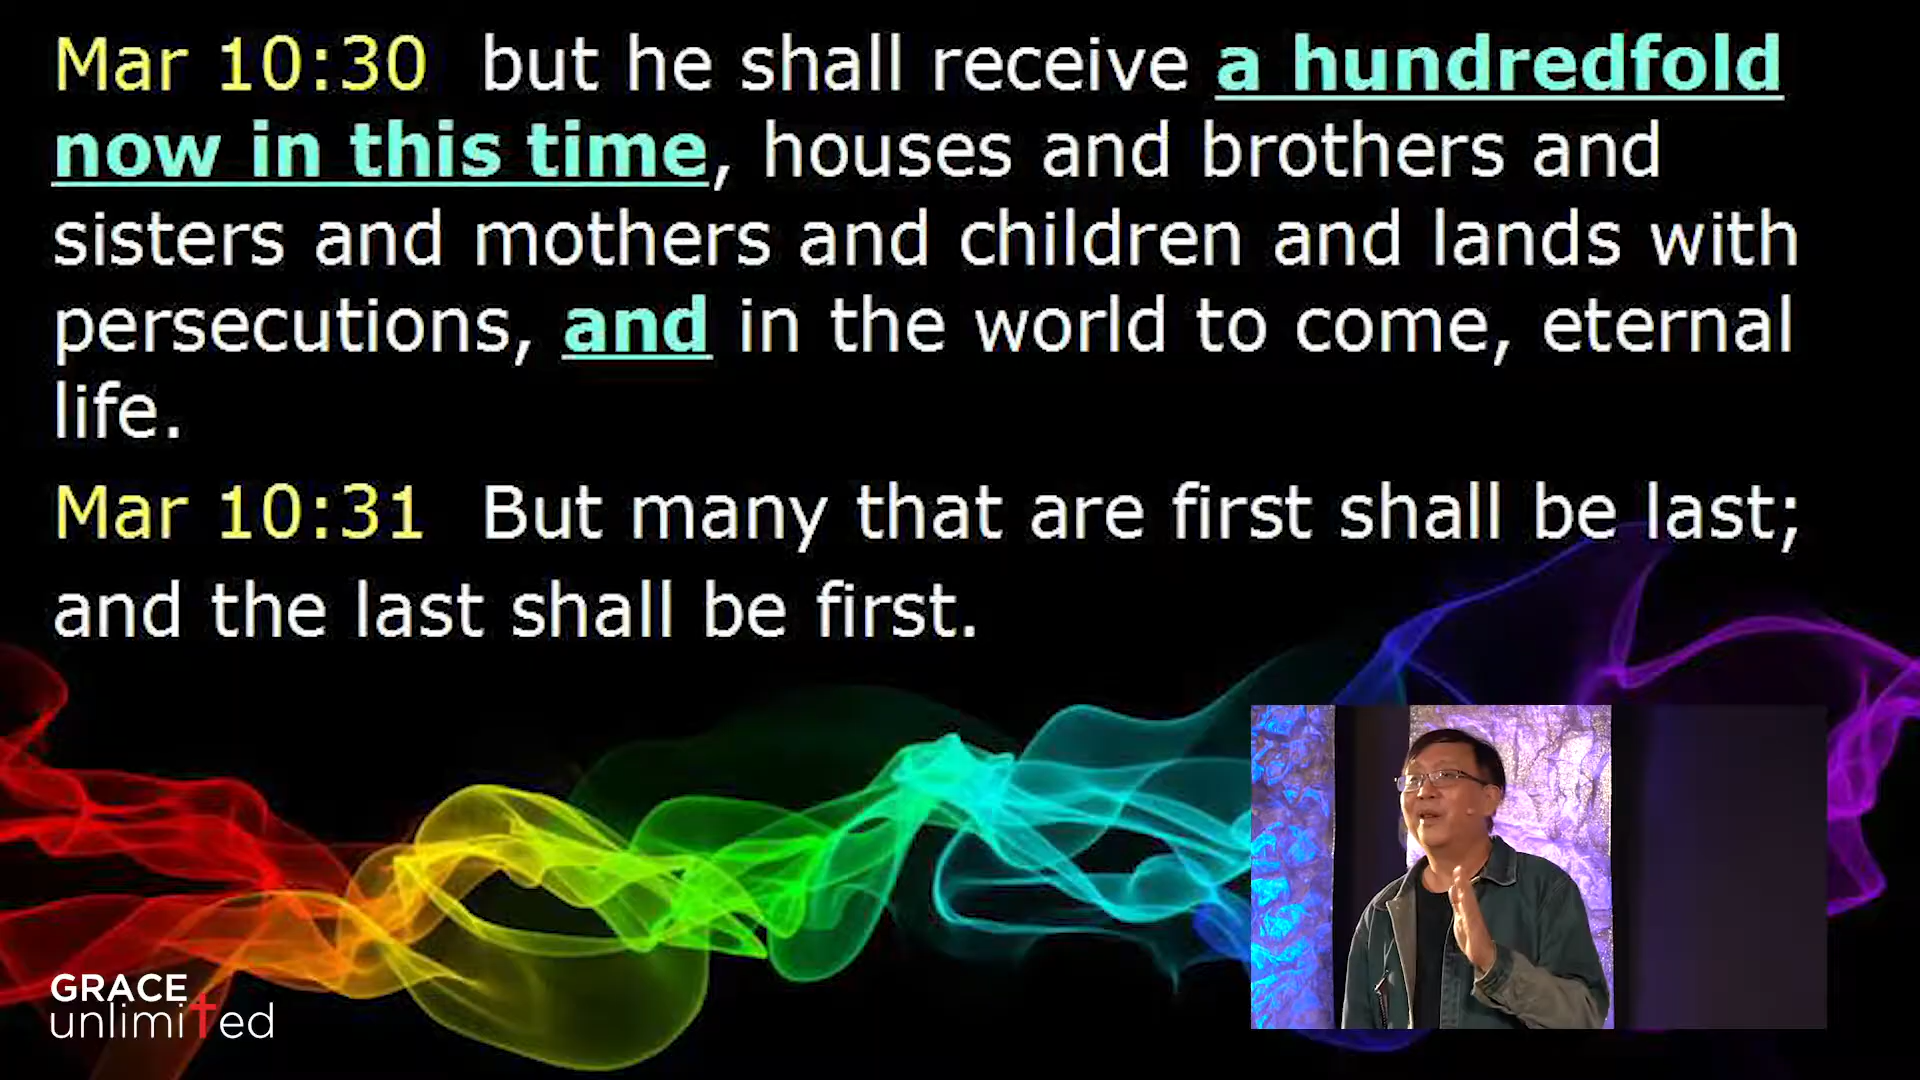 Mar 10:30 but he shall receive a hundredfold
now in this time, houses and brothers and
sisters and mothers and children and lands with
persecutions, and in the world to come, eternal
life.
Mar 10:31 But many that are first shall be last;
and the last shall be first.
GRACE
unlimited